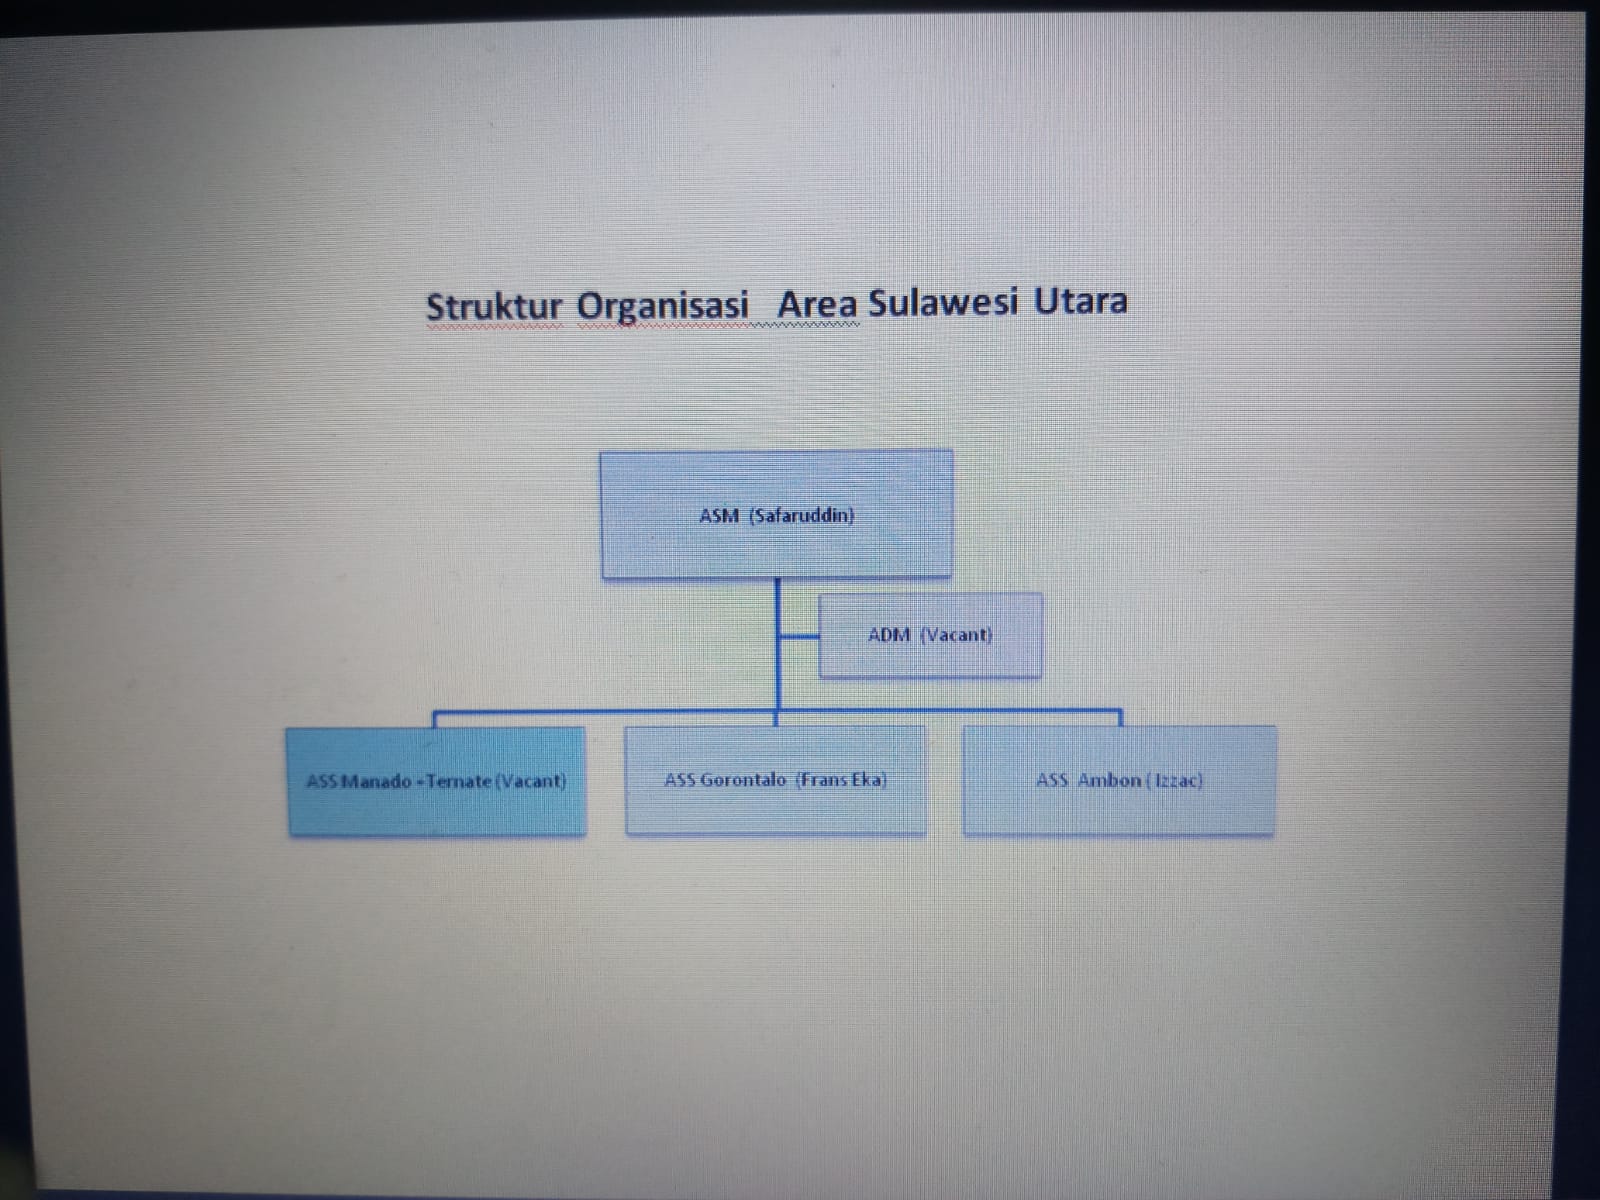 Struktur Organisasi Area Sulawesi Utara
ASM (Safaruddin)
ADM (Vacant)
ASS Manado - Ternate (Vacant)
ASS Gorontalo (Frans Eka)
ASS Ambon ( Izzac)